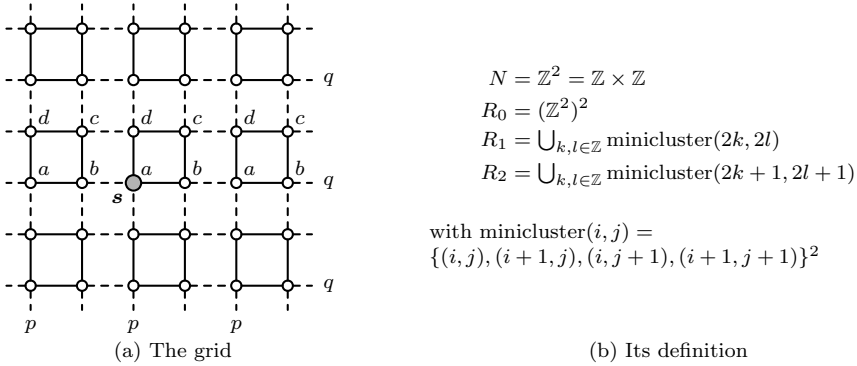 q
d c d c d c
a b a b a b q
s
q
p p p
(a) The grid
N = ℤ² = ℤ × ℤ
R₀ = (ℤ²)²
R₁ = ⋃ₖ,ₗ∈ℤ minicluster(2k, 2l)
R₂ = ⋃ₖ,ₗ∈ℤ minicluster(2k + 1, 2l + 1)
with minicluster(i, j) =
{(i, j), (i + 1, j), (i, j + 1), (i + 1, j + 1)}²
(b) Its definition